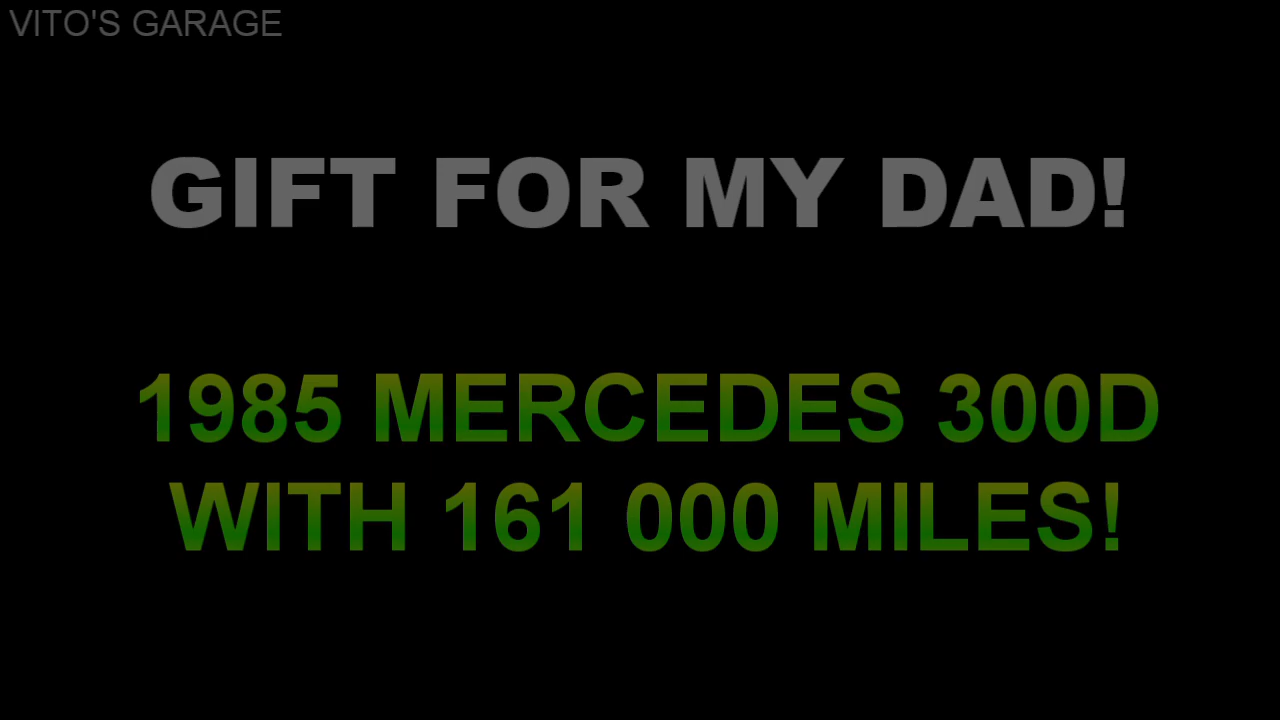 VITO'S GARAGE
GIFT FOR MY DAD!
1985 MERCEDES 300D
WITH 161 000 MILES!